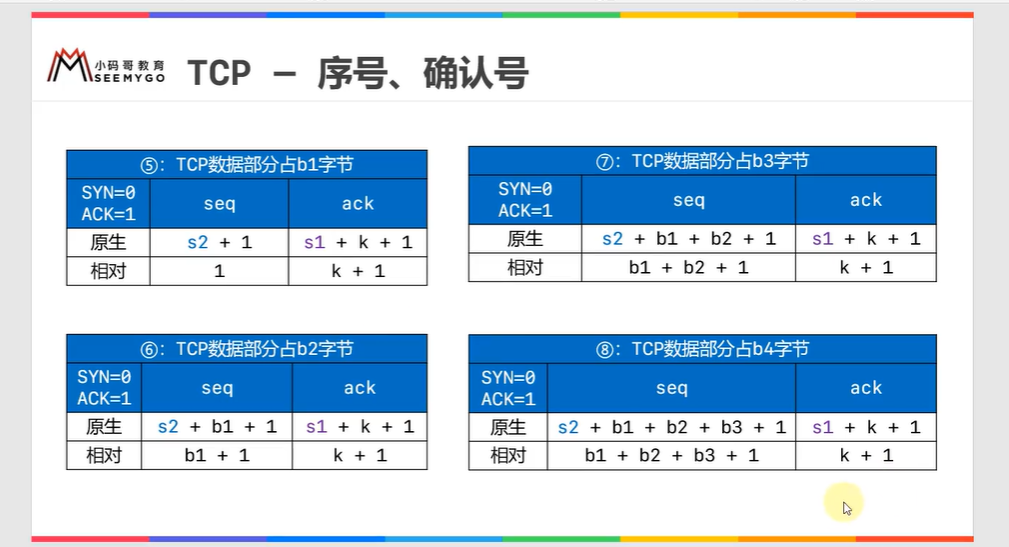 小码哥教育
SEEMYGO
TCP – 序号、确认号
⑤：TCP数据部分占b1字节
SYN=0
ACK=1
seq
ack
原生
s2 + 1
s1 + k + 1
相对
1
k + 1
⑥：TCP数据部分占b2字节
SYN=0
ACK=1
seq
ack
原生
s2 + b1 + 1
s1 + k + 1
相对
b1 + 1
k + 1
⑦：TCP数据部分占b3字节
SYN=0
ACK=1
seq
ack
原生
s2 + b1 + b2 + 1
s1 + k + 1
相对
b1 + b2 + 1
k + 1
⑧：TCP数据部分占b4字节
SYN=0
ACK=1
seq
ack
原生
s2 + b1 + b2 + b3 + 1
s1 + k + 1
相对
b1 + b2 + b3 + 1
k + 1